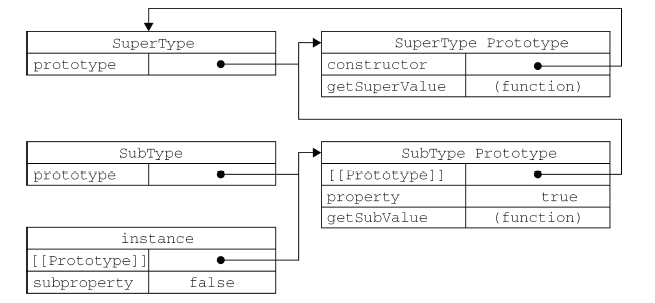 SuperType
prototype
SuperType Prototype
constructor
getSuperValue (function)
SubType
prototype
SubType Prototype
[[Prototype]]
property true
getSubValue (function)
instance
[[Prototype]]
subproperty false